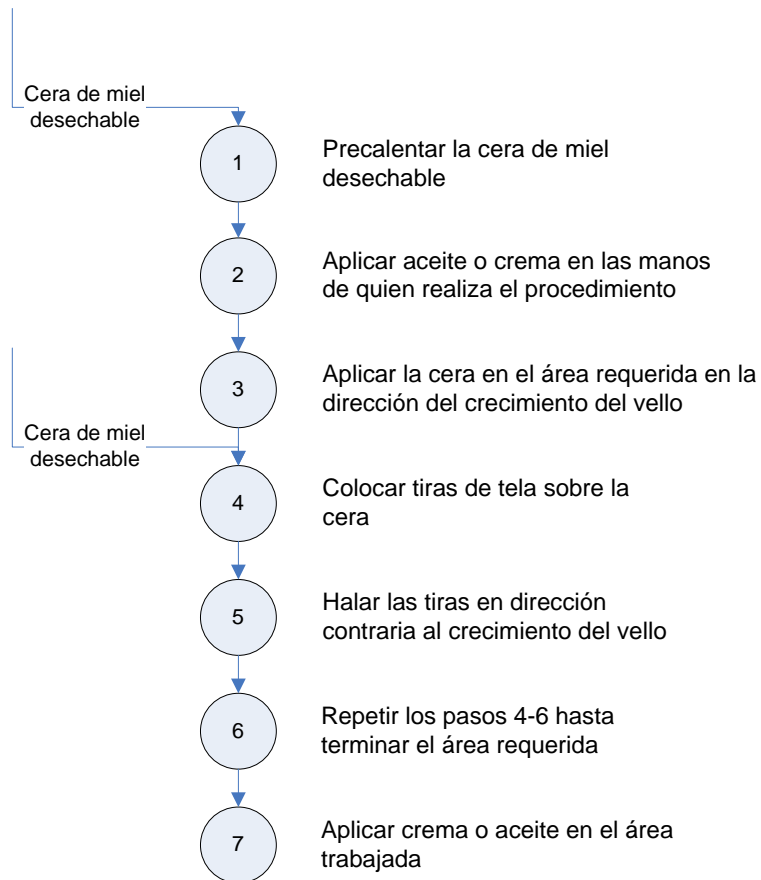 Cera de miel
desechable
1
Precalentar la cera de miel
desechable
2
Aplicar aceite o crema en las manos
de quien realiza el procedimiento
3
Aplicar la cera en el área requerida en la
dirección del crecimiento del vello
Cera de miel
desechable
4
Colocar tiras de tela sobre la
cera
5
Halar las tiras en dirección
contraria al crecimiento del vello
6
Repetir los pasos 4-6 hasta
terminar el área requerida
7
Aplicar crema o aceite en el área
trabajada